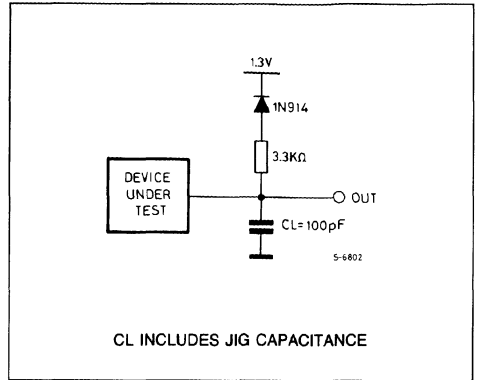 1.3V
1N914
3.3KΩ
DEVICE
UNDER
TEST
OUT
CL=100pF
S-6802
CL INCLUDES JIG CAPACITANCE